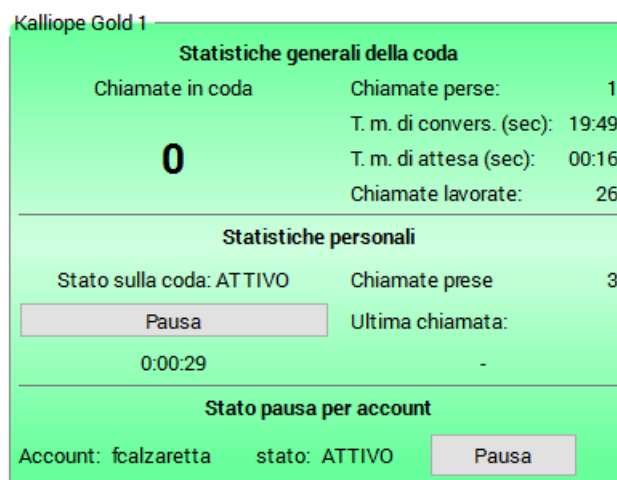 Kalliope Gold 1
Statistiche generali della coda
Chiamate in coda
0
Chiamate perse: 1
T. m. di convers. (sec): 19:49
T. m. di attesa (sec): 00:16
Chiamate lavorate: 26
Statistiche personali
Stato sulla coda: ATTIVO
Pausa
0:00:29
Chiamate prese 3
Ultima chiamata:
-
Stato pausa per account
Account: fcalzaretta stato: ATTIVO Pausa